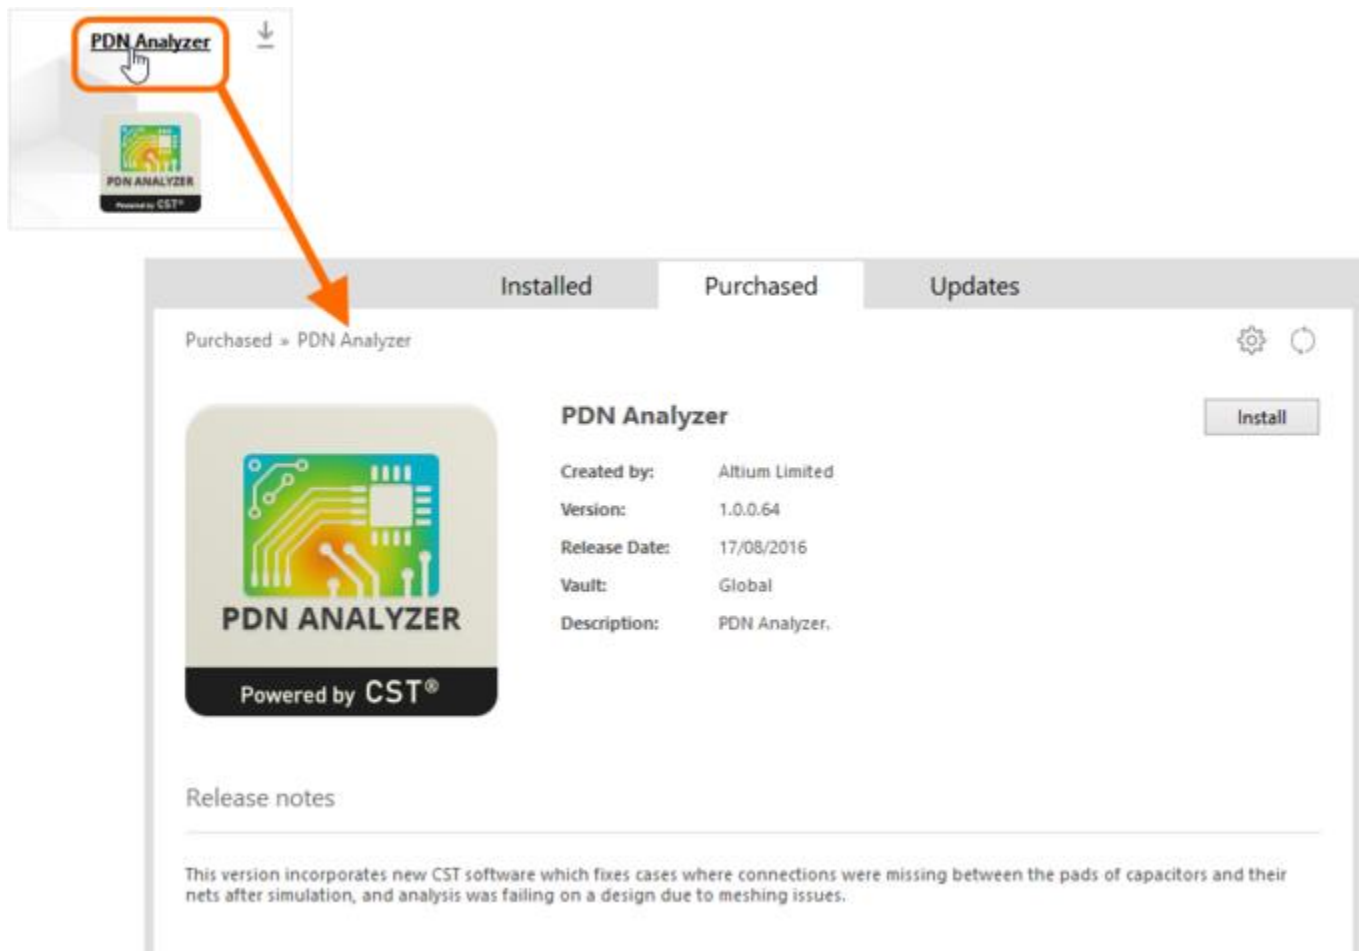 PDN Analyzer
PDN ANALYZER
Powered by CST®
Installed Purchased Updates
Purchased » PDN Analyzer
PDN Analyzer
Install
Created by: Altium Limited
Version: 1.0.0.64
Release Date: 17/08/2016
Vault: Global
Description: PDN Analyzer.
PDN ANALYZER
Powered by CST®
Release notes
This version incorporates new CST software which fixes cases where connections were missing between the pads of capacitors and their
nets after simulation, and analysis was failing on a design due to meshing issues.